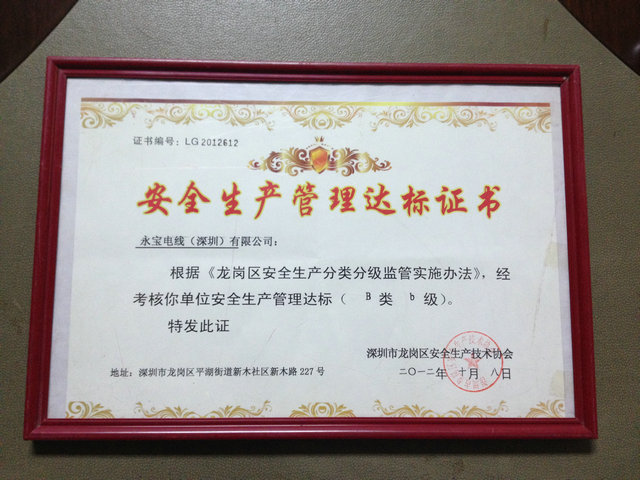 证书编号：LG2012612
安全生产管理达标证书
永宝电线（深圳）有限公司：
根据《龙岗区安全生产分类分级监管实施办法》，经
考核你单位安全生产管理达标（ B 类 b 级）。
特发此证
深圳市龙岗区安全生产技术协会
地址：深圳市龙岗区平湖街道新木社区新木路 227 号
二〇一二年 十月 八日